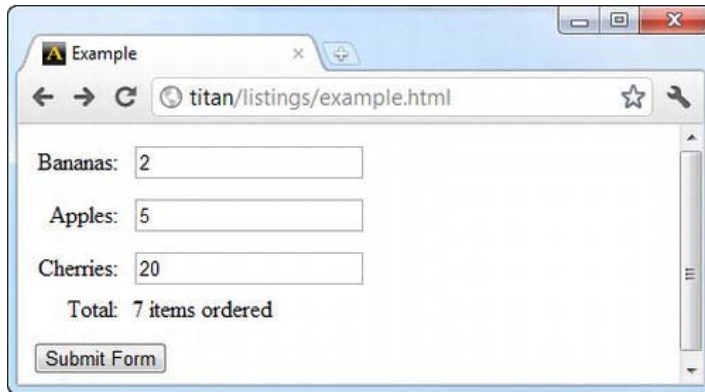 Example
titan/listings/example.html
Bananas: 2
Apples: 5
Cherries: 20
Total: 7 items ordered
Submit Form